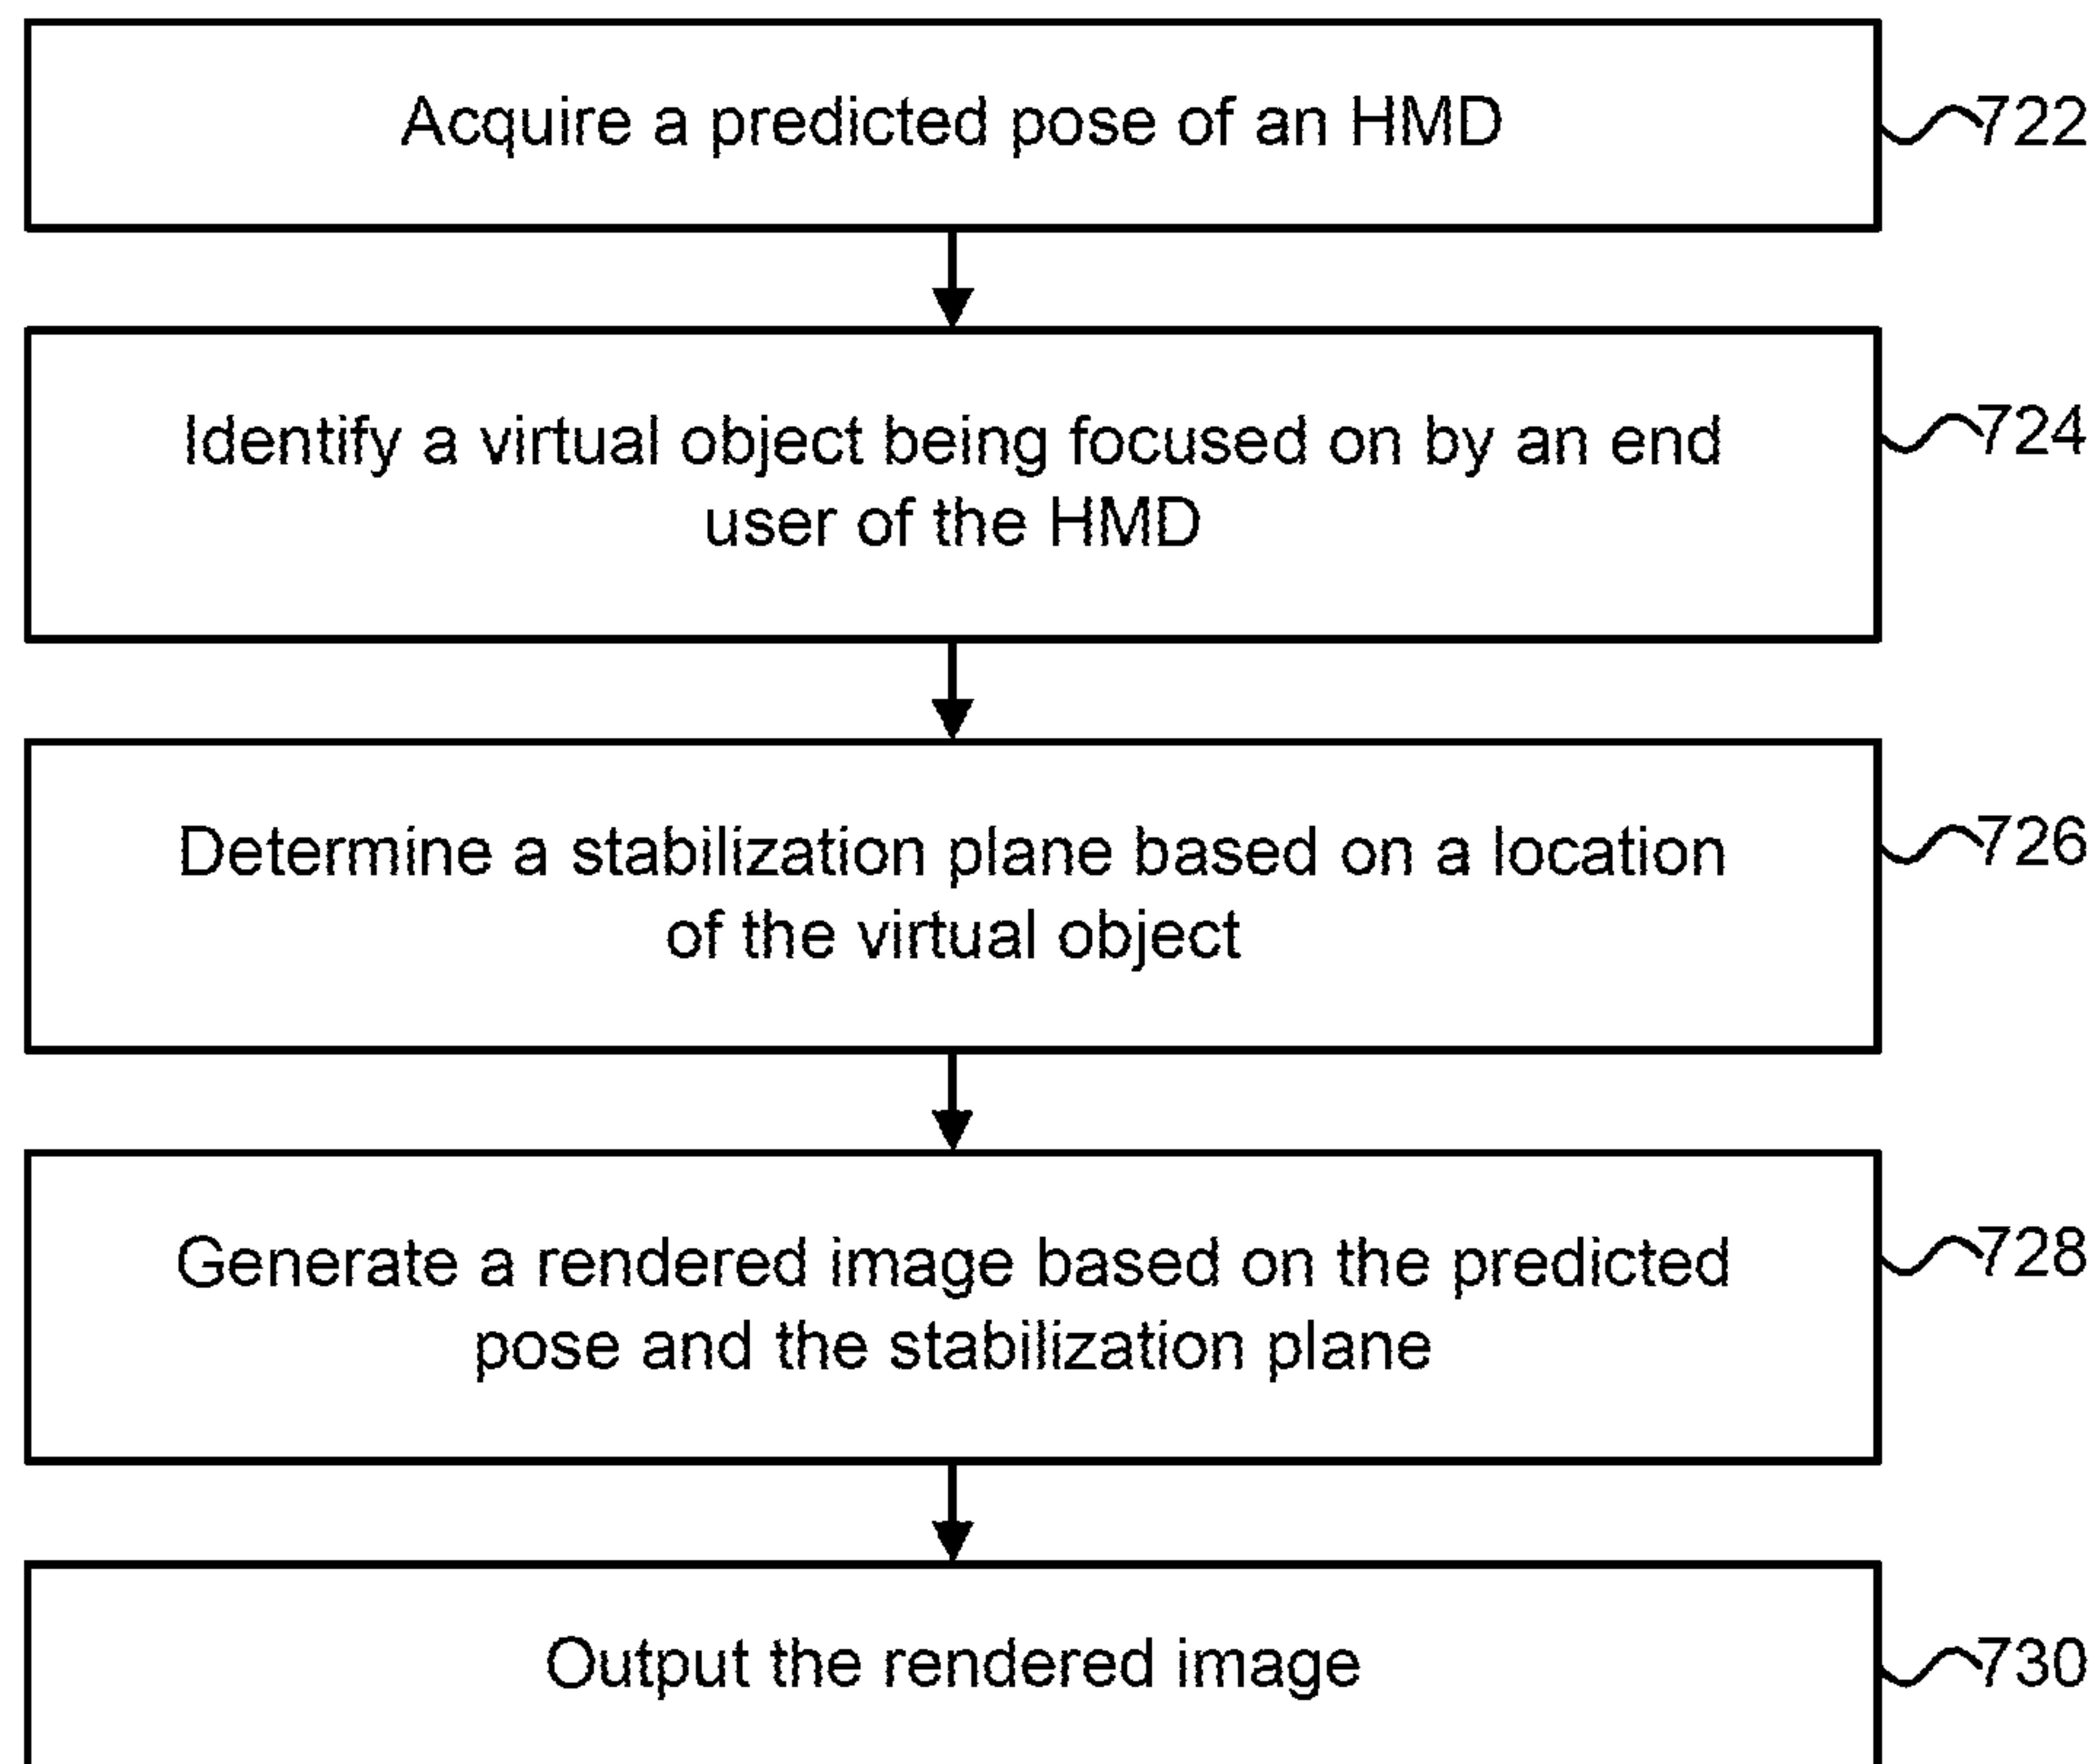 Acquire a predicted pose of an HMD
722
Identify a virtual object being focused on by an end
user of the HMD
724
Determine a stabilization plane based on a location
of the virtual object
726
Generate a rendered image based on the predicted
pose and the stabilization plane
728
Output the rendered image
730